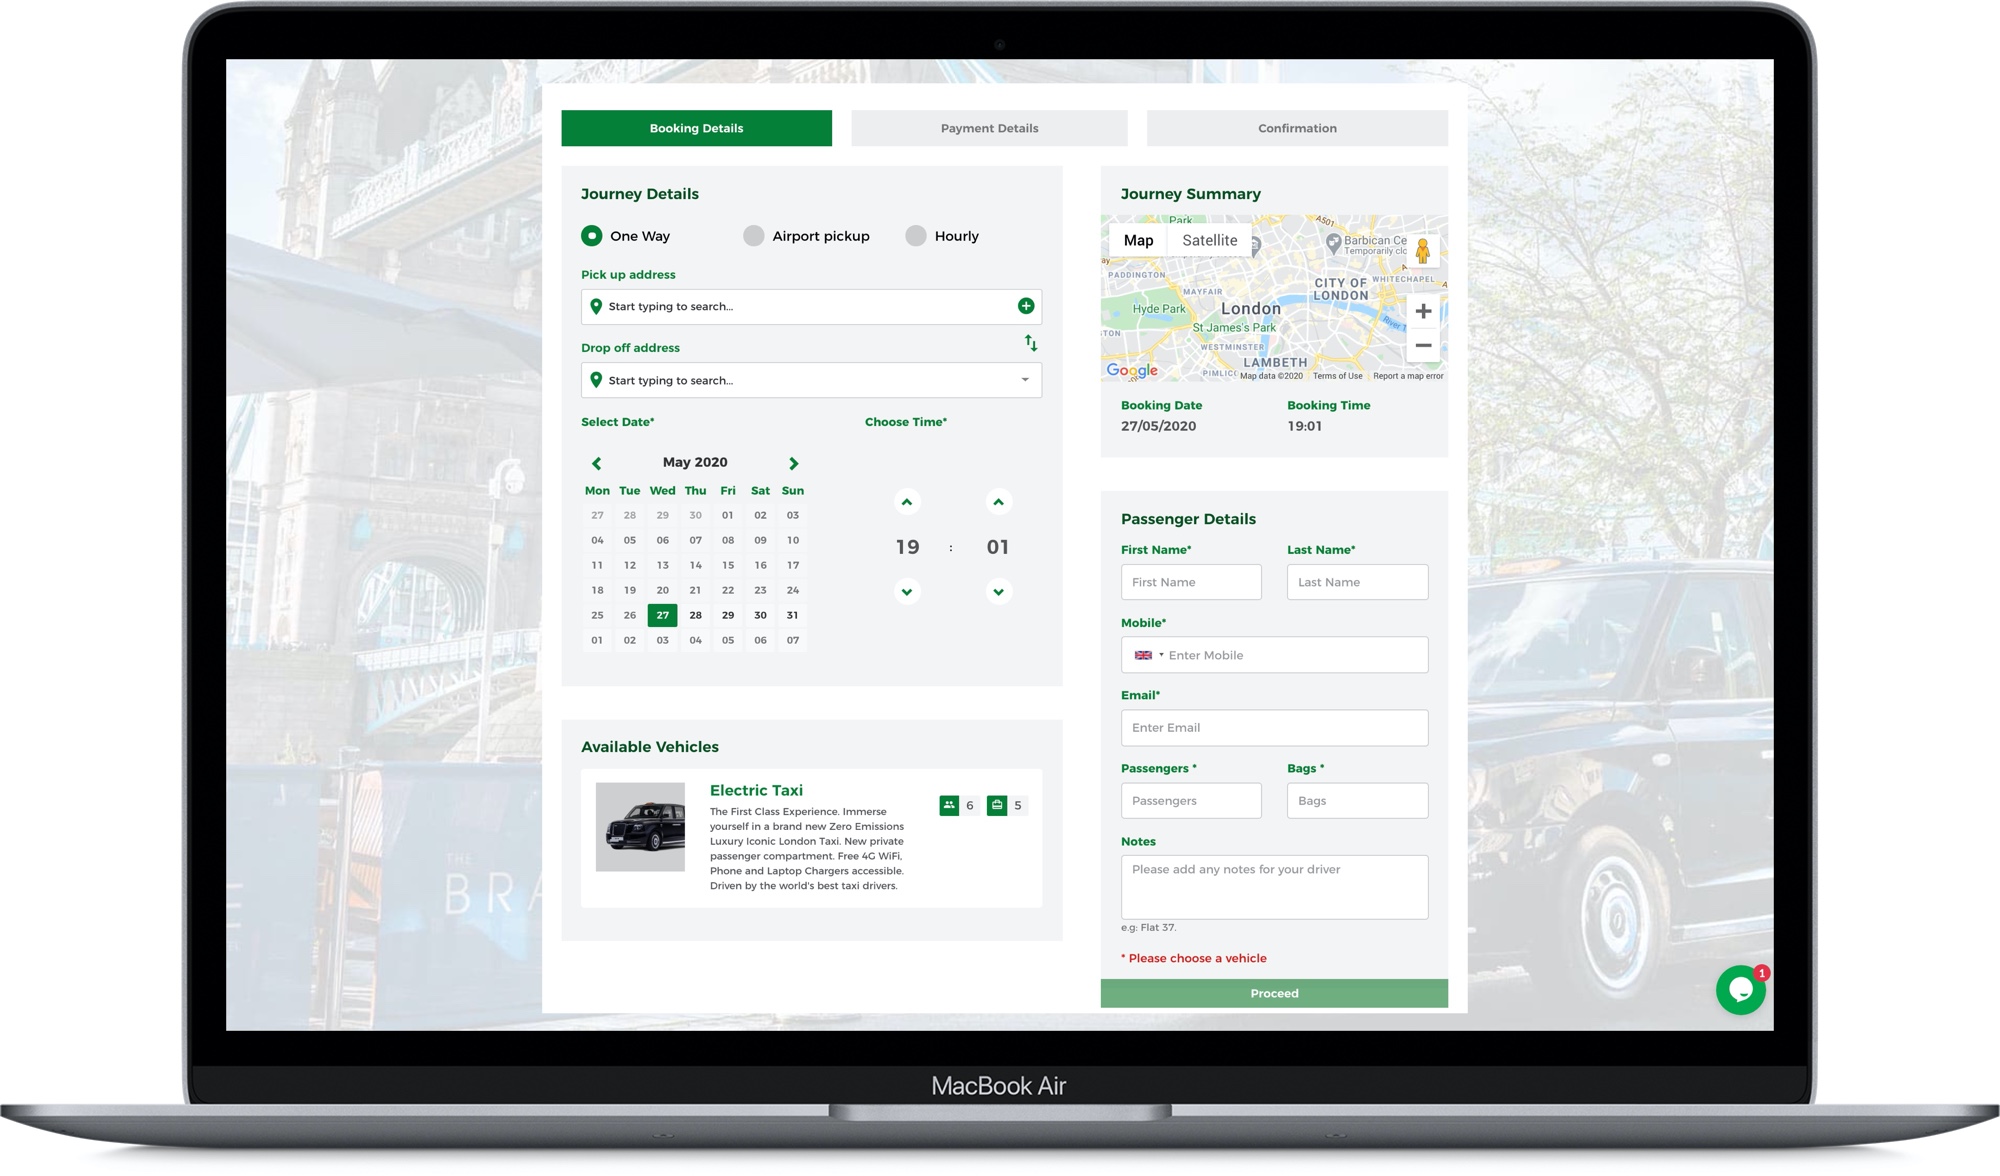 Booking Details
Payment Details
Confirmation
Journey Details
One Way
Airport pickup
Hourly
Pick up address
Start typing to search...
Drop off address
Start typing to search...
Select Date*
Choose Time*
May 2020
Mon Tue Wed Thu Fri Sat Sun
27 28 29 30 01 02 03
04 05 06 07 08 09 10
11 12 13 14 15 16 17
18 19 20 21 22 23 24
25 26 27 28 29 30 31
01 02 03 04 05 06 07
19 : 01
Available Vehicles
Electric Taxi
6 5
The First Class Experience. Immerse
yourself in a brand new Zero Emissions
Luxury Iconic London Taxi. New private
passenger compartment. Free 4G WiFi,
Phone and Laptop Chargers accessible.
Driven by the world's best taxi drivers.
Journey Summary
Park
A501
Map
Satellite
Barbican Ce
Temporarily clo
PADDINGTON
WHITECHAPEL
MAYFAIR
CITY OF
LONDON
Hyde Park
London
River T
St James's Park
TON
WESTMINSTER
LAMBETH
Google
PIMLICO
Map data ©2020
Terms of Use
Report a map error
Booking Date
Booking Time
27/05/2020
19:01
Passenger Details
First Name*
Last Name*
First Name
Last Name
Mobile*
Enter Mobile
Email*
Enter Email
Passengers *
Bags *
Passengers
Bags
Notes
Please add any notes for your driver
e.g: Flat 37.
* Please choose a vehicle
Proceed
THE
BRA
1
MacBook Air